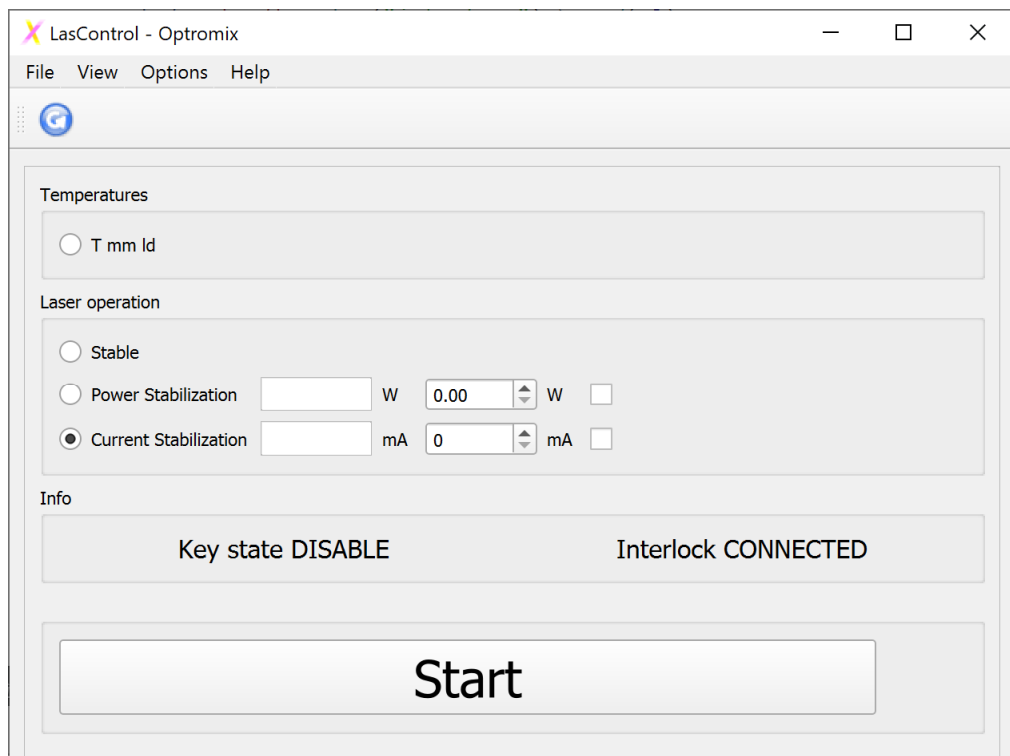 LasControl - Optromix
File View Options Help
Temperatures
T mm ld
Laser operation
Stable
Power Stabilization W 0.00 W
Current Stabilization mA 0 mA
Info
Key state DISABLE Interlock CONNECTED
Start